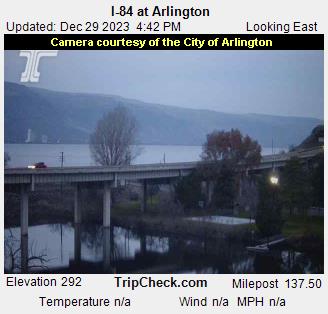 I-84 at Arlington
Updated: Dec 29 2023 4:42 PM Looking East
Camera courtesy of the City of Arlington
Elevation 292 TripCheck.com Milepost 137.50
Temperature n/a Wind n/a MPH n/a